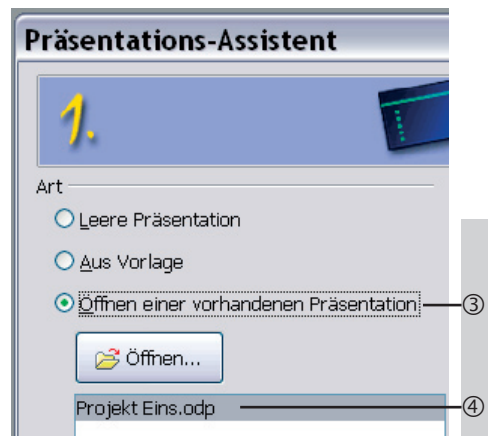 Präsentations-Assistent
1.
Art
Leere Präsentation
Aus Vorlage
Öffnen einer vorhandenen Präsentation ③
Öffnen...
Projekt Eins.odp ④